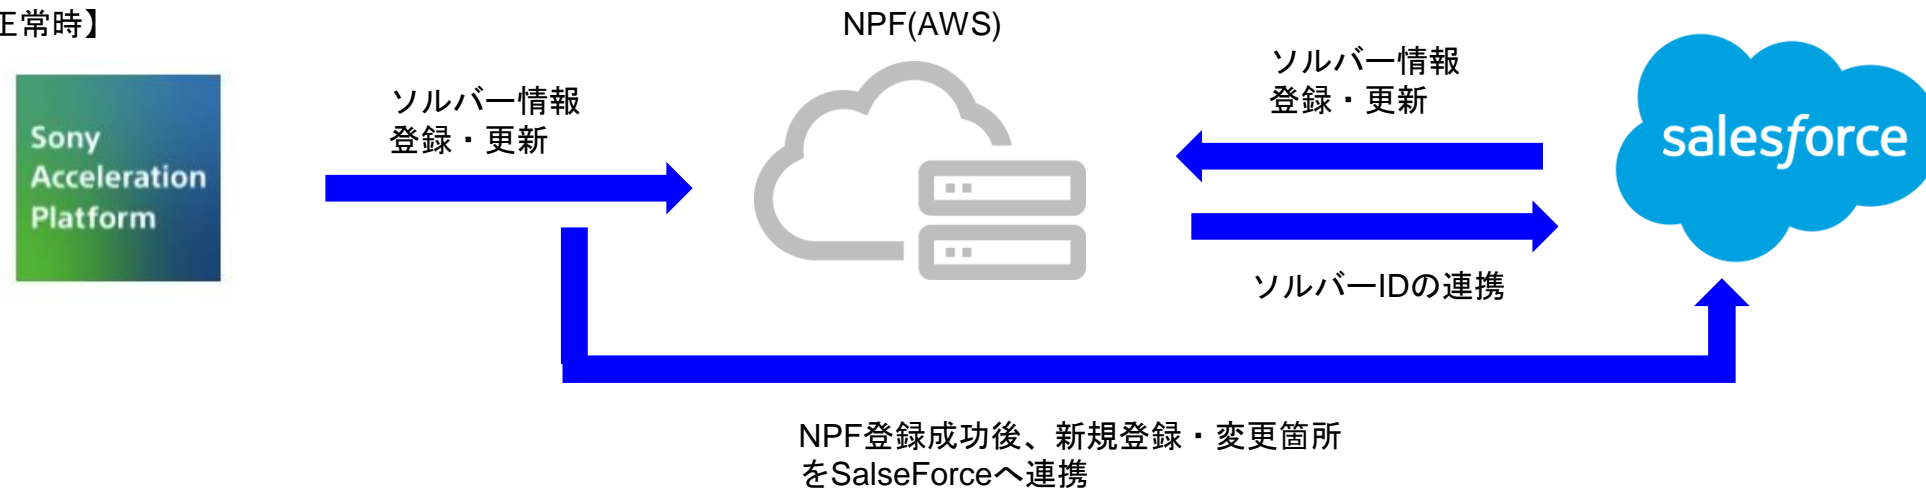 正常時】
NPF(AWS)
ソルバー情報
登録・更新
ソルバー情報
登録・更新
Sony
Acceleration
Platform
salesforce
ソルバーIDの連携
NPF登録成功後、新規登録・変更箇所
をSalseForceへ連携